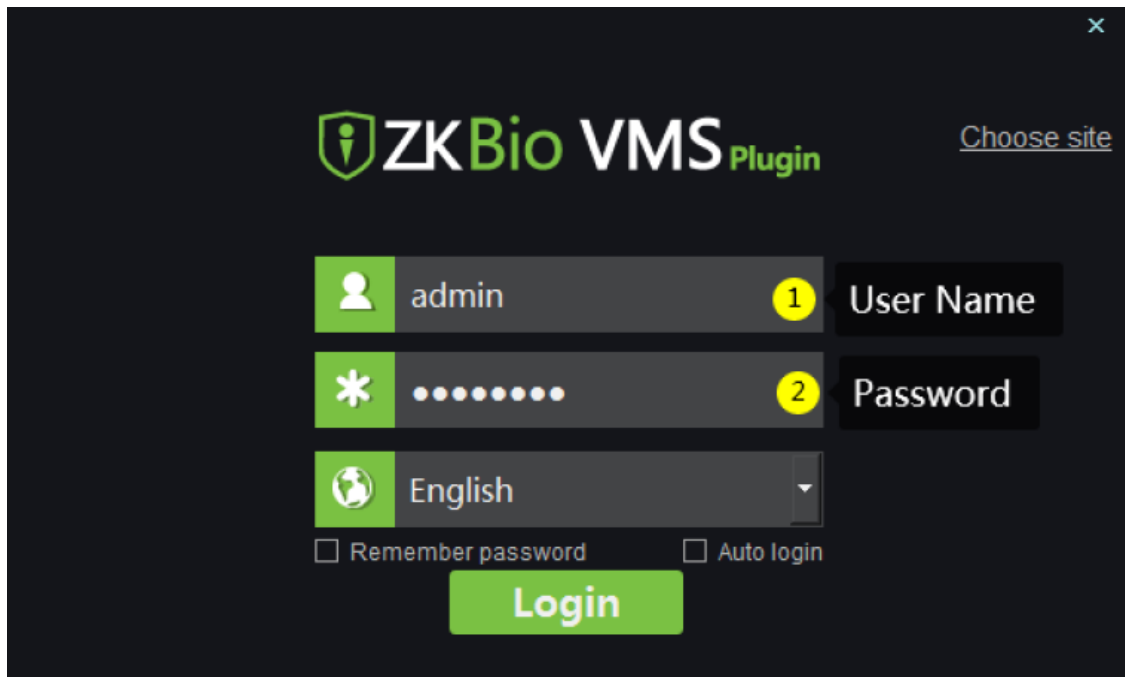 ×
ZKBio VMS Plugin
Choose site
admin
1
User Name
••••••••
2
Password
English
Remember password
Auto login
Login